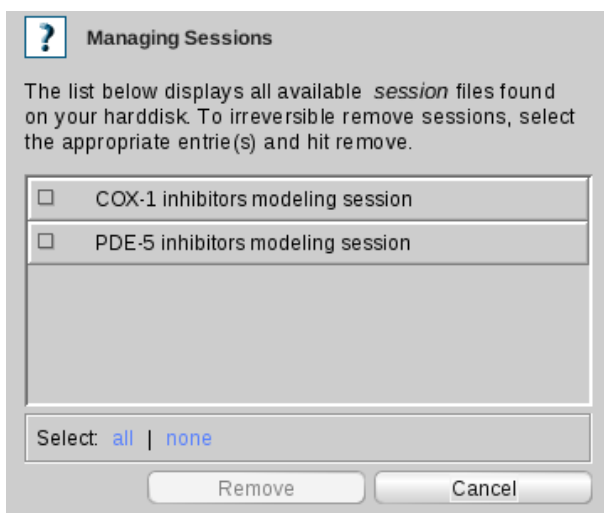 ?
Managing Sessions
The list below displays all available session files found
on your harddisk. To irreversible remove sessions, select
the appropriate entrie(s) and hit remove.
COX-1 inhibitors modeling session
PDE-5 inhibitors modeling session
Select: all | none
Remove Cancel